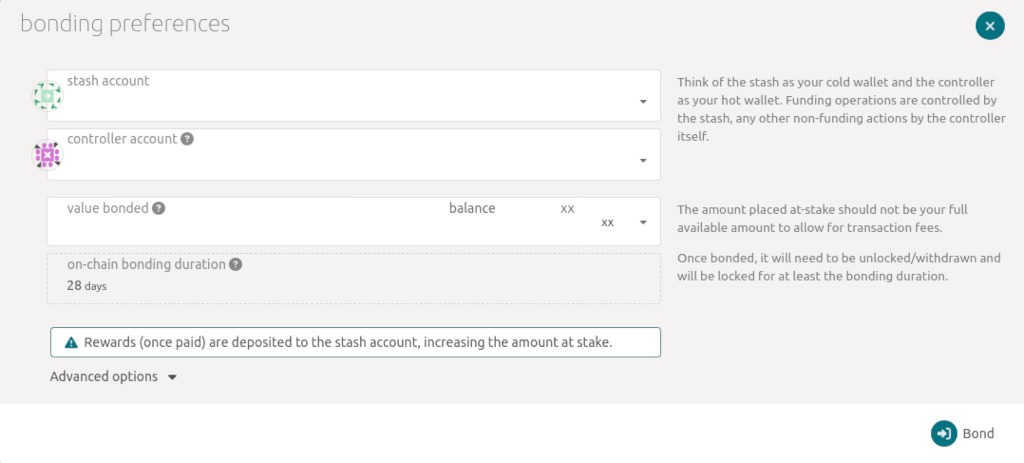 bonding preferences
stash account
Think of the stash as your cold wallet and the controller
as your hot wallet. Funding operations are controlled by
the stash, any other non-funding actions by the controller
itself.
controller account ?
value bonded ? balance xx
xx
The amount placed at-stake should not be your full
available amount to allow for transaction fees.
Once bonded, it will need to be unlocked/withdrawn and
will be locked for at least the bonding duration.
on-chain bonding duration ?
28 days
Rewards (once paid) are deposited to the stash account, increasing the amount at stake.
Advanced options
Bond